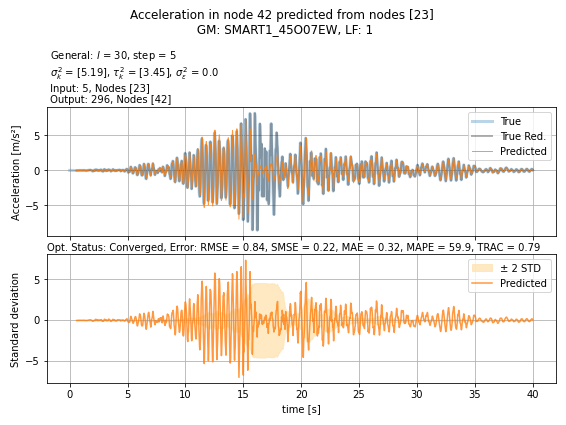 Acceleration in node 42 predicted from nodes [23]
GM: SMART1_45O07EW, LF: 1
General: l = 30, step = 5
σ²ₖ = [5.19], τ²ₖ = [3.45], σ²ε = 0.0
Input: 5, Nodes [23]
Output: 296, Nodes [42]
Acceleration [m/s²]
5
0
−5
True
True Red.
Predicted
Opt. Status: Converged, Error: RMSE = 0.84, SMSE = 0.22, MAE = 0.32, MAPE = 59.9, TRAC = 0.79
Standard deviation
5
0
−5
± 2 STD
Predicted
0 5 10 15 20 25 30 35 40
time [s]